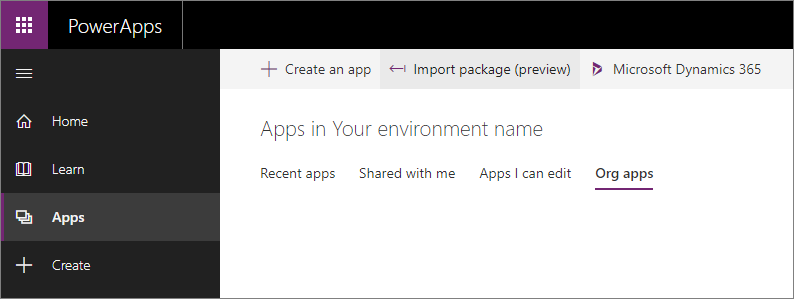 PowerApps
Create an app Import package (preview) Microsoft Dynamics 365
Home
Learn
Apps
Create
Apps in Your environment name
Recent apps Shared with me Apps I can edit Org apps